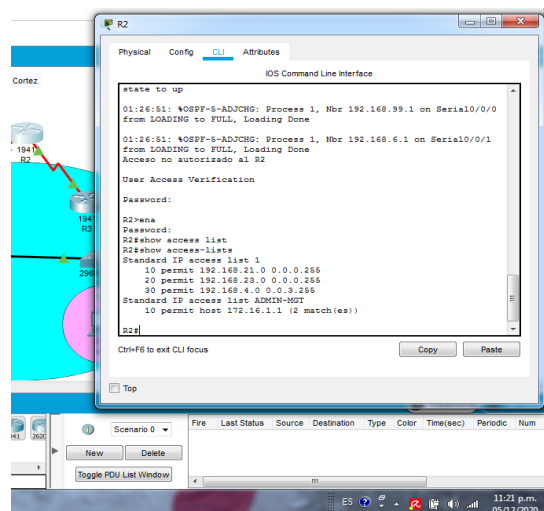 R2
Physical Config CLI Attributes
IOS Command Line Interface
Cortez
state to up
01:26:51: %OSPF-5-ADJCHG: Process 1, Nbr 192.168.99.1 on Serial0/0/0
from LOADING to FULL, Loading Done
01:26:51: %OSPF-5-ADJCHG: Process 1, Nbr 192.168.6.1 on Serial0/0/1
from LOADING to FULL, Loading Done
Acceso no autorizado al R2
User Access Verification
Password:
R2>ena
Password:
R2#show access list
R2#show access-lists
Standard IP access list 1
10 permit 192.168.21.0 0.0.0.255
20 permit 192.168.23.0 0.0.0.255
30 permit 192.168.4.0 0.0.3.255
Standard IP access list ADMIN-MGT
10 permit host 172.16.1.1 (2 match(es))
R2#
1941
R2
194
R3
296
Ctrl+F6 to exit CLI focus
Copy Paste
Top
Scenario 0
New Delete
Toggle PDU List Window
Fire Last Status Source Destination Type Color Time(sec) Periodic Num
941 2620
ES
11:21 p.m.
05/12/2020